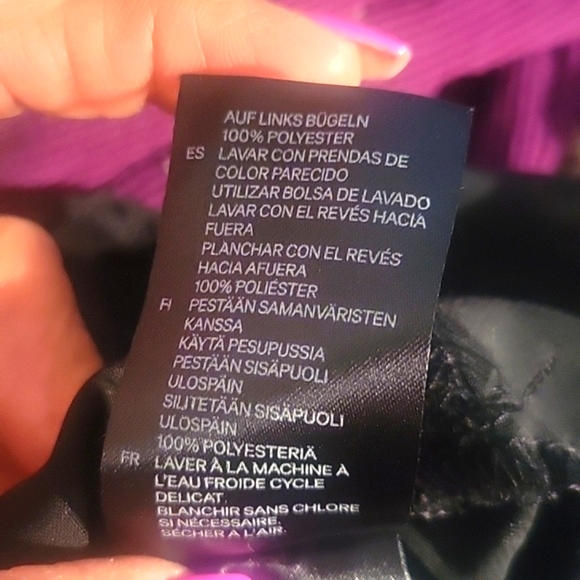 AUF LINKS BÜGELN
100% POLYESTER
ES LAVAR CON PRENDAS DE
COLOR PARECIDO
UTILIZAR BOLSA DE LAVADO
LAVAR CON EL REVÉS HACIA
FUERA
PLANCHAR CON EL REVÉS
HACIA AFUERA
100% POLIÉSTER
FI PESTÄÄN SAMANVÄRISTEN
KANSSA
KÄYTÄ PESUPUSSIA
PESTÄÄN SISÄPUOLI
ULOSPÄIN
SILITETÄÄN SISÄPUOLI
ULOSPÄIN
100% POLYESTERIÄ
FR LAVER À LA MACHINE À
L'EAU FROIDE CYCLE
DELICAT.
BLANCHIR SANS CHLORE
SI NÉCESSAIRE.
SÉCHER À L'AIR.